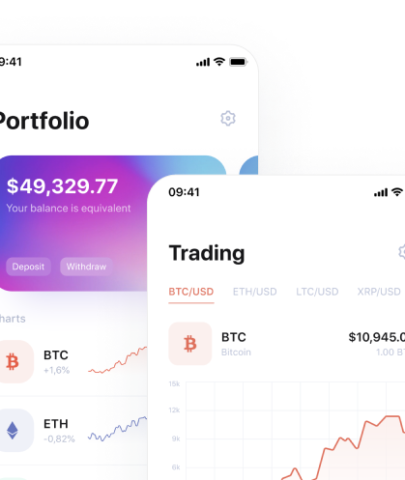 9:41
Portfolio
$49,329.77
Your balance is equivalent
Deposit
Withdraw
Charts
BTC
+1,6%
ETH
-0,82%
09:41
Trading
BTC/USD
ETH/USD
LTC/USD
XRP/USD
BTC
Bitcoin
$10,945.0
1.00 BT
15k
12k
9k
6k